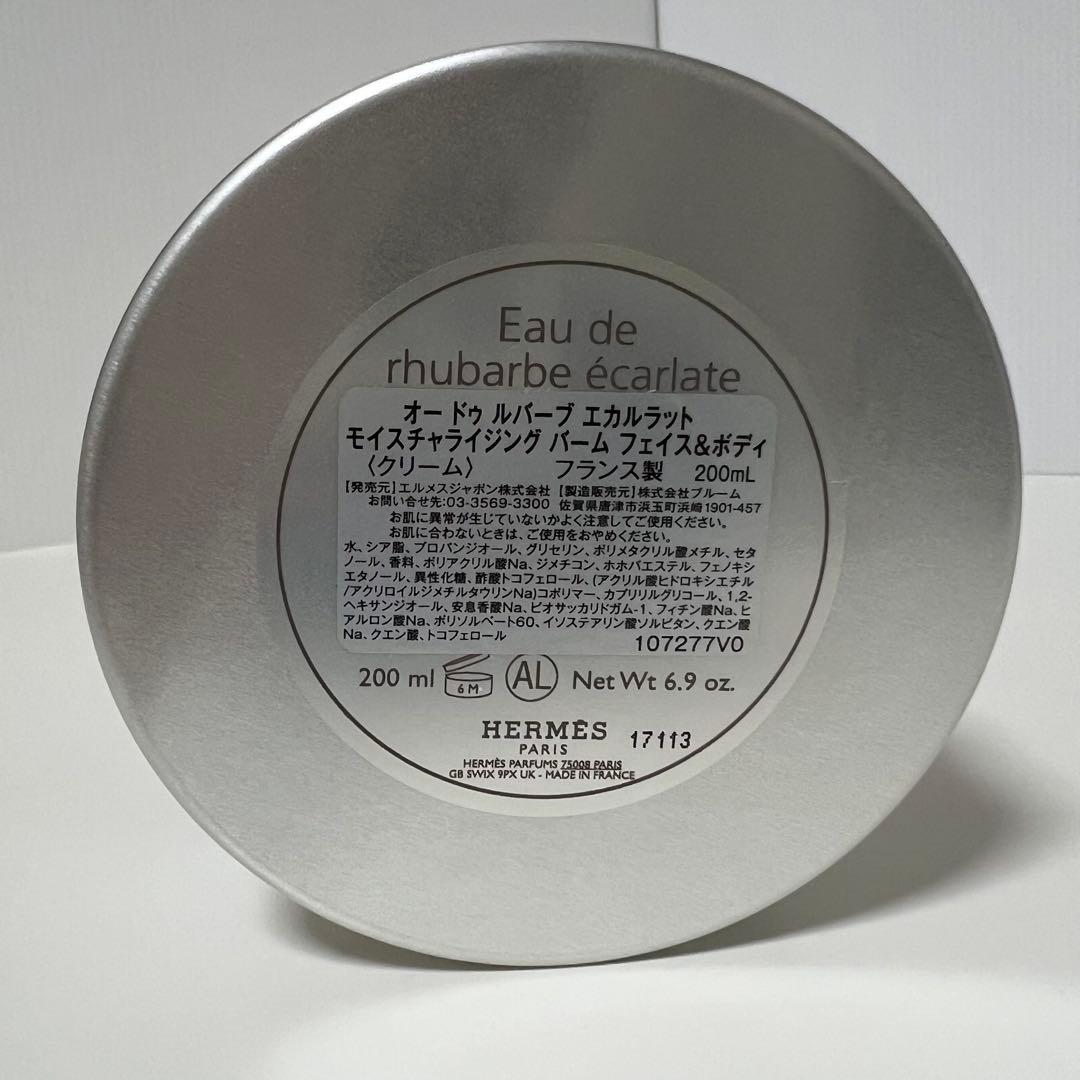 Eau de
rhubarbe écarlate
オー ドゥ ルバーブ エカルラット
モイスチャライジング バーム フェイス&ボディ
〈クリーム〉 フランス製 200mL
【発売元】エルメスジャポン株式会社 【製造販売元】株式会社ブルーム
お問い合せ先:03-3569-3300 佐賀県唐津市浜玉町浜崎1901-457
お肌に異常が生じていないかよく注意してご使用ください。
お肌に合わないときは、ご使用をおやめください。
水、シア脂、プロパンジオール、グリセリン、ポリメタクリル酸メチル、セタ
ノール、香料、ポリアクリル酸Na、ジメチコン、ホホバエステル、フェノキシ
エタノール、異性化糖、酢酸トコフェロール、(アクリル酸ヒドロキシエチル
/アクリロイルジメチルタウリンNa)コポリマー、カプリリルグリコール、1,2-
ヘキサンジオール、安息香酸Na、ビオサッカリドガム-1、フィチン酸Na、ヒ
アルロン酸Na、ポリソルベート60、イソステアリン酸ソルビタン、クエン酸
Na、クエン酸、トコフェロール
107277V0
200 ml 6 M AL Net Wt 6.9 oz.
HERMÈS
PARIS
17113
HERMÈS PARFUMS 75008 PARIS
GB SW1X 9PX UK - MADE IN FRANCE